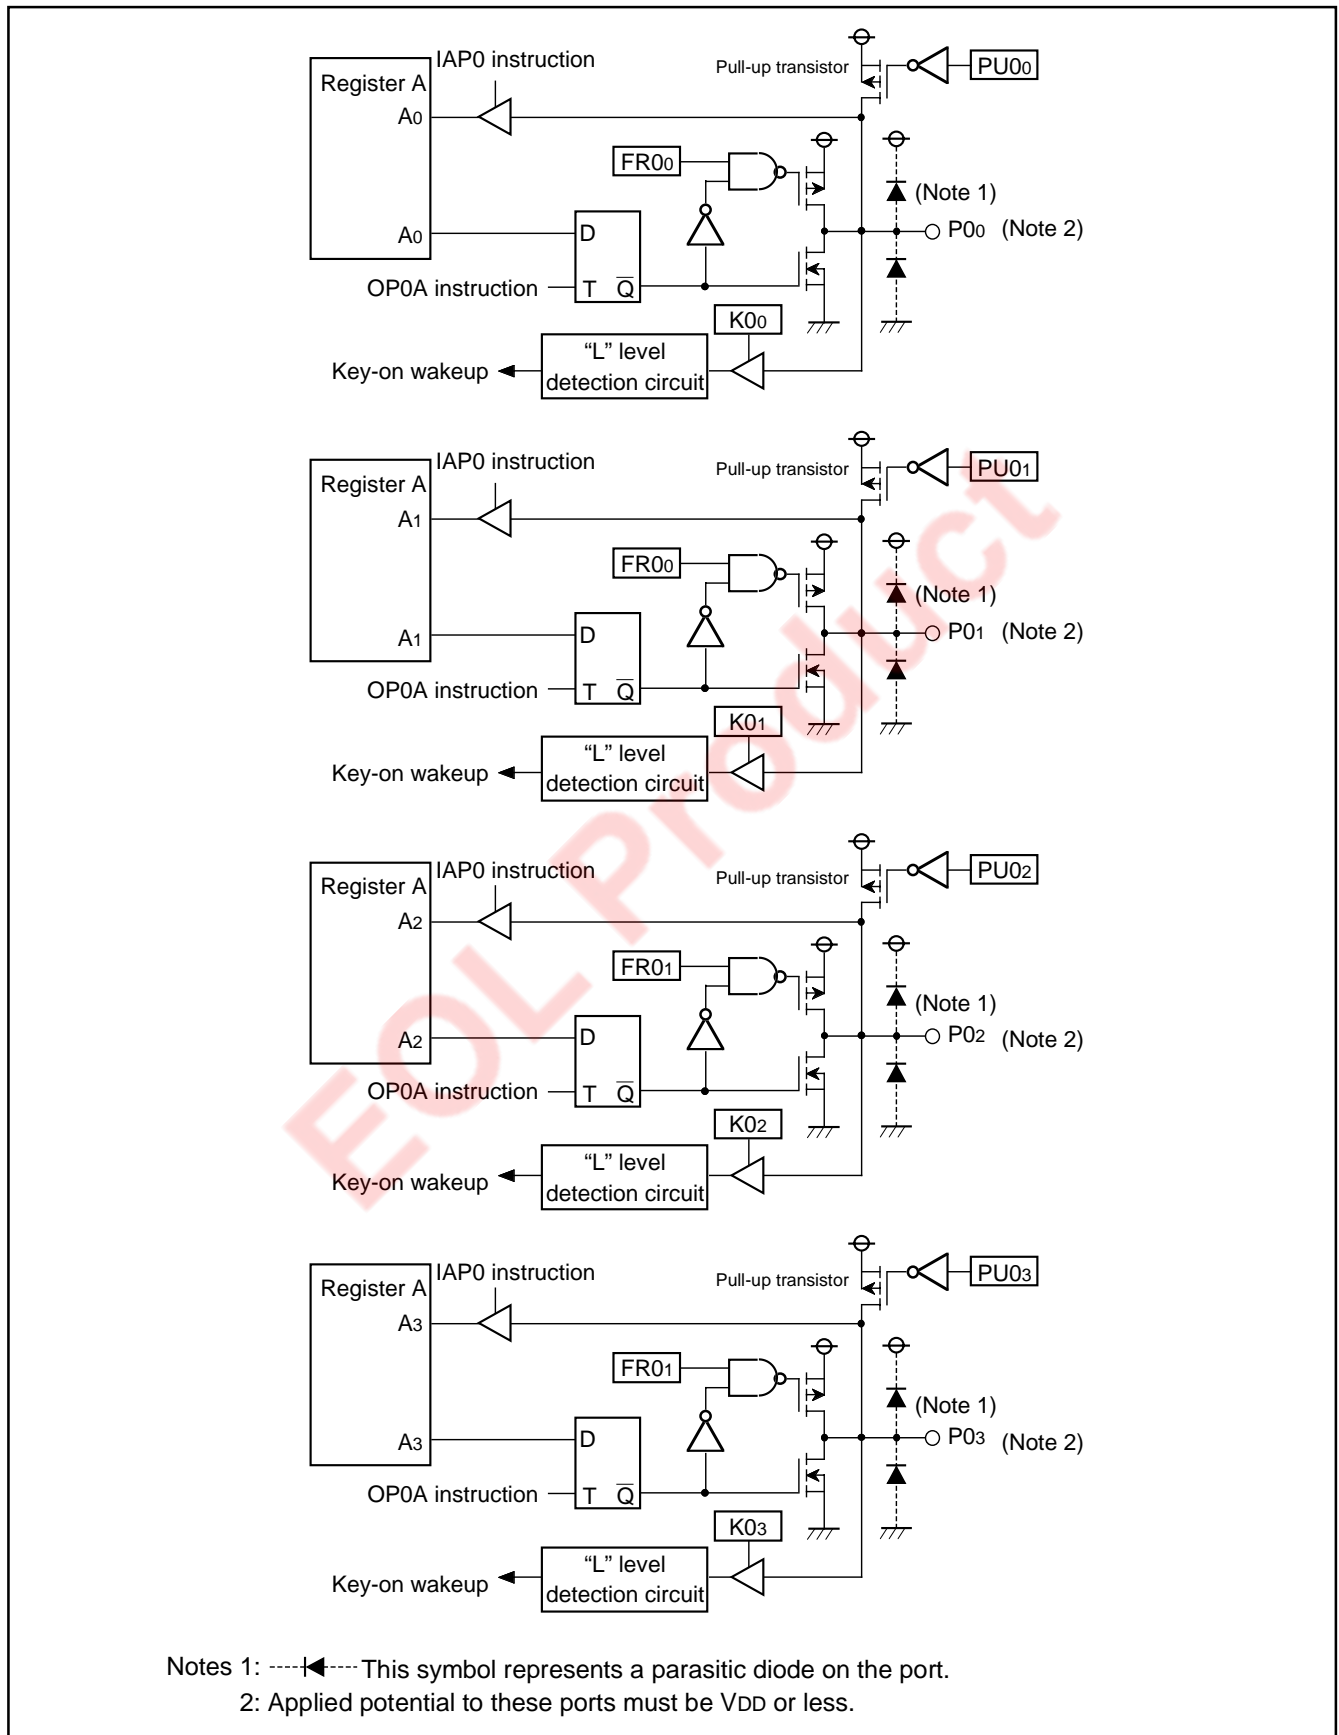 IAP0 instruction
Pull-up transistor
PU00
Register A
A0
FR00
(Note 1)
A0
D
P00 (Note 2)
OP0A instruction
T Q
K00
"L" level
detection circuit
Key-on wakeup
IAP0 instruction
Pull-up transistor
PU01
Register A
A1
FR00
(Note 1)
A1
D
P01 (Note 2)
OP0A instruction
T Q
K01
"L" level
detection circuit
Key-on wakeup
IAP0 instruction
Pull-up transistor
PU02
Register A
A2
FR01
(Note 1)
A2
D
P02 (Note 2)
OP0A instruction
T Q
K02
"L" level
detection circuit
Key-on wakeup
IAP0 instruction
Pull-up transistor
PU03
Register A
A3
FR01
(Note 1)
A3
D
P03 (Note 2)
OP0A instruction
T Q
K03
"L" level
detection circuit
Key-on wakeup
EOL Product
Notes 1: This symbol represents a parasitic diode on the port.
2: Applied potential to these ports must be VDD or less.